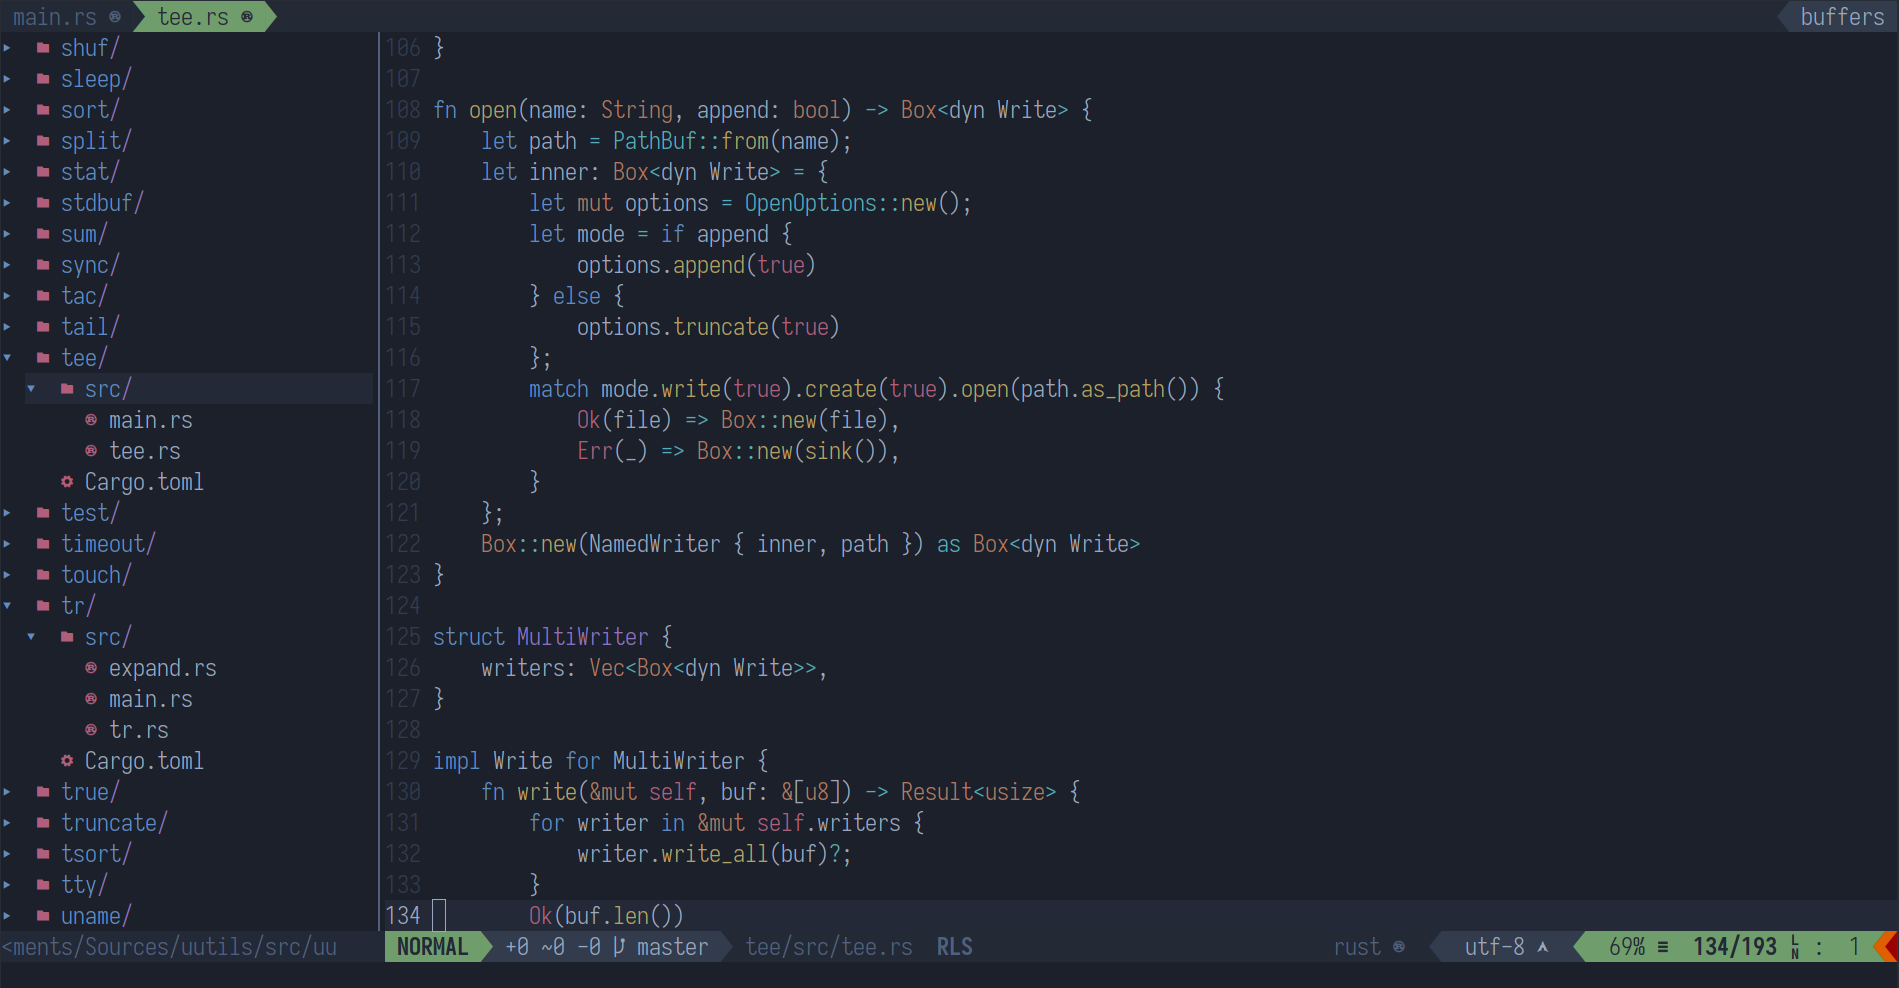 main.rs tee.rs buffers
shuf/
sleep/
sort/
split/
stat/
stdbuf/
sum/
sync/
tac/
tail/
tee/
src/
main.rs
tee.rs
Cargo.toml
test/
timeout/
touch/
tr/
src/
expand.rs
main.rs
tr.rs
Cargo.toml
true/
truncate/
tsort/
tty/
uname/
106 }
107
108 fn open(name: String, append: bool) -> Box<dyn Write> {
109     let path = PathBuf::from(name);
110     let inner: Box<dyn Write> = {
111         let mut options = OpenOptions::new();
112         let mode = if append {
113             options.append(true)
114         } else {
115             options.truncate(true)
116         };
117         match mode.write(true).create(true).open(path.as_path()) {
118             Ok(file) => Box::new(file),
119             Err(_) => Box::new(sink()),
120         }
121     };
122     Box::new(NamedWriter { inner, path }) as Box<dyn Write>
123 }
124
125 struct MultiWriter {
126     writers: Vec<Box<dyn Write>>,
127 }
128
129 impl Write for MultiWriter {
130     fn write(&mut self, buf: &[u8]) -> Result<usize> {
131         for writer in &mut self.writers {
132             writer.write_all(buf)?;
133         }
134         Ok(buf.len())
<ments/Sources/uutils/src/uu NORMAL +0 ~0 -0 master tee/src/tee.rs RLS rust utf-8 69% ≡ 134/193 LN : 1